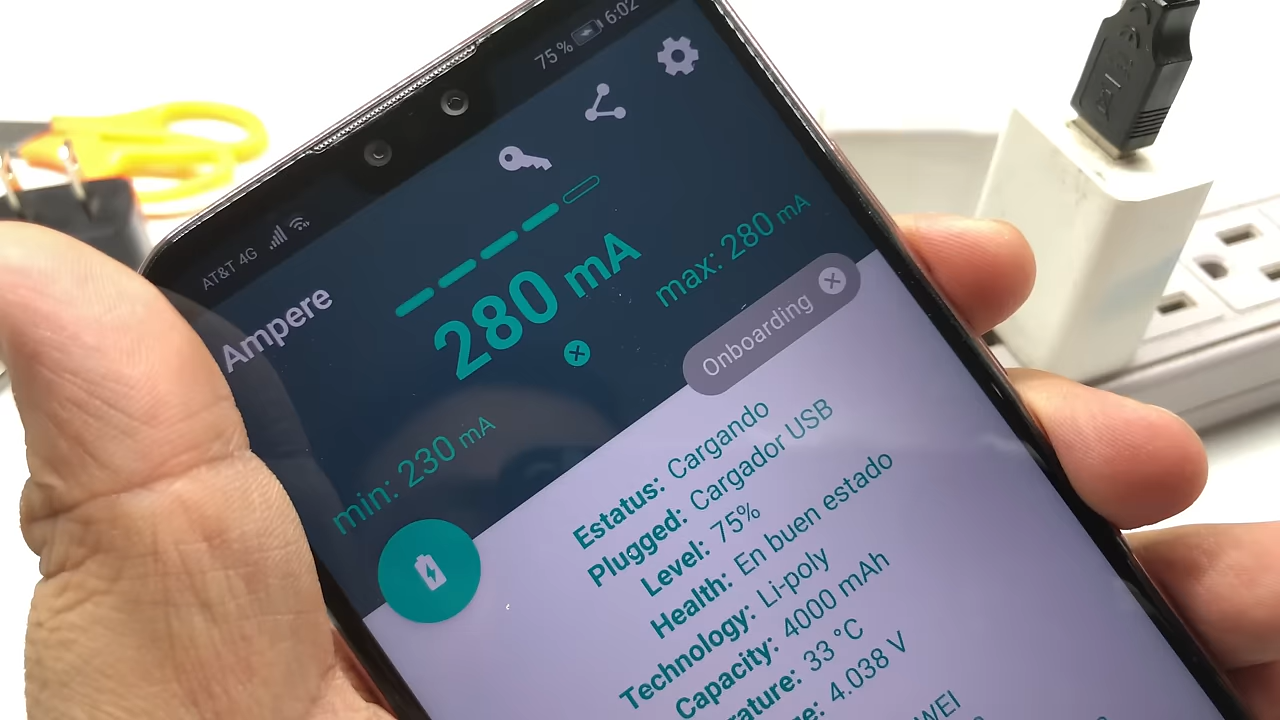 AT&T 4G
75% 6:02
Ampere
280 mA
min: 230 mA
max: 280 mA
Onboarding
Estatus: Cargando
Plugged: Cargador USB
Level: 75%
Health: En buen estado
Technology: Li-poly
Capacity: 4000 mAh
rature: 33 °C
e: 4.038 V
WEI